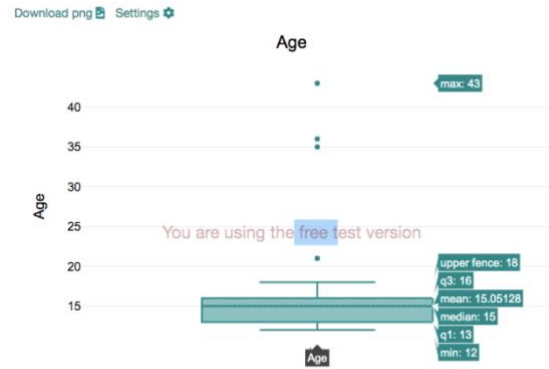 Download png Settings
Age
max: 43
40
35
30
Age
25
You are using the free test version
20
upper fence: 18
q3: 16
mean: 15.05128
15
median: 15
q1: 13
min: 12
Age